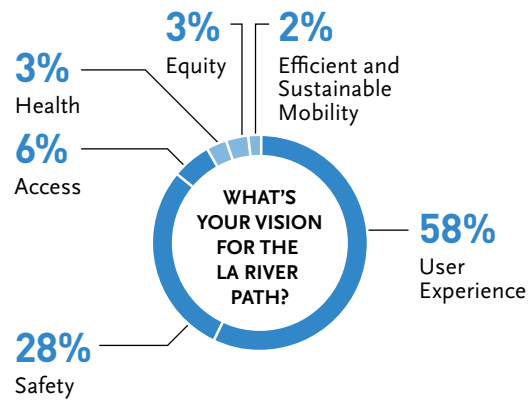 3%
Equity
2%
Efficient and
Sustainable
Mobility
3%
Health
6%
Access
WHAT'S
YOUR VISION
FOR THE
LA RIVER
PATH?
58%
User
Experience
28%
Safety